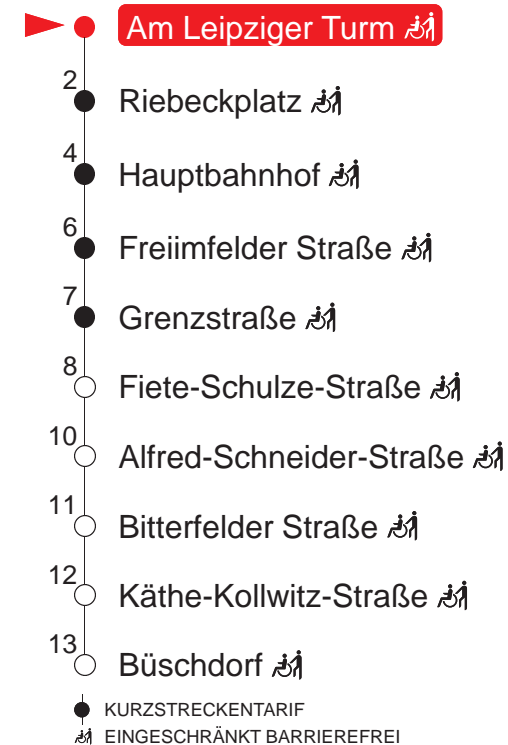 Am Leipziger Turm
2
Riebeckplatz
4
Hauptbahnhof
6
Freiimfelder Straße
7
Grenzstraße
8
Fiete-Schulze-Straße
10
Alfred-Schneider-Straße
11
Bitterfelder Straße
12
Käthe-Kollwitz-Straße
13
Büschdorf
KURZSTRECKENTARIF
EINGESCHRÄNKT BARRIEREFREI